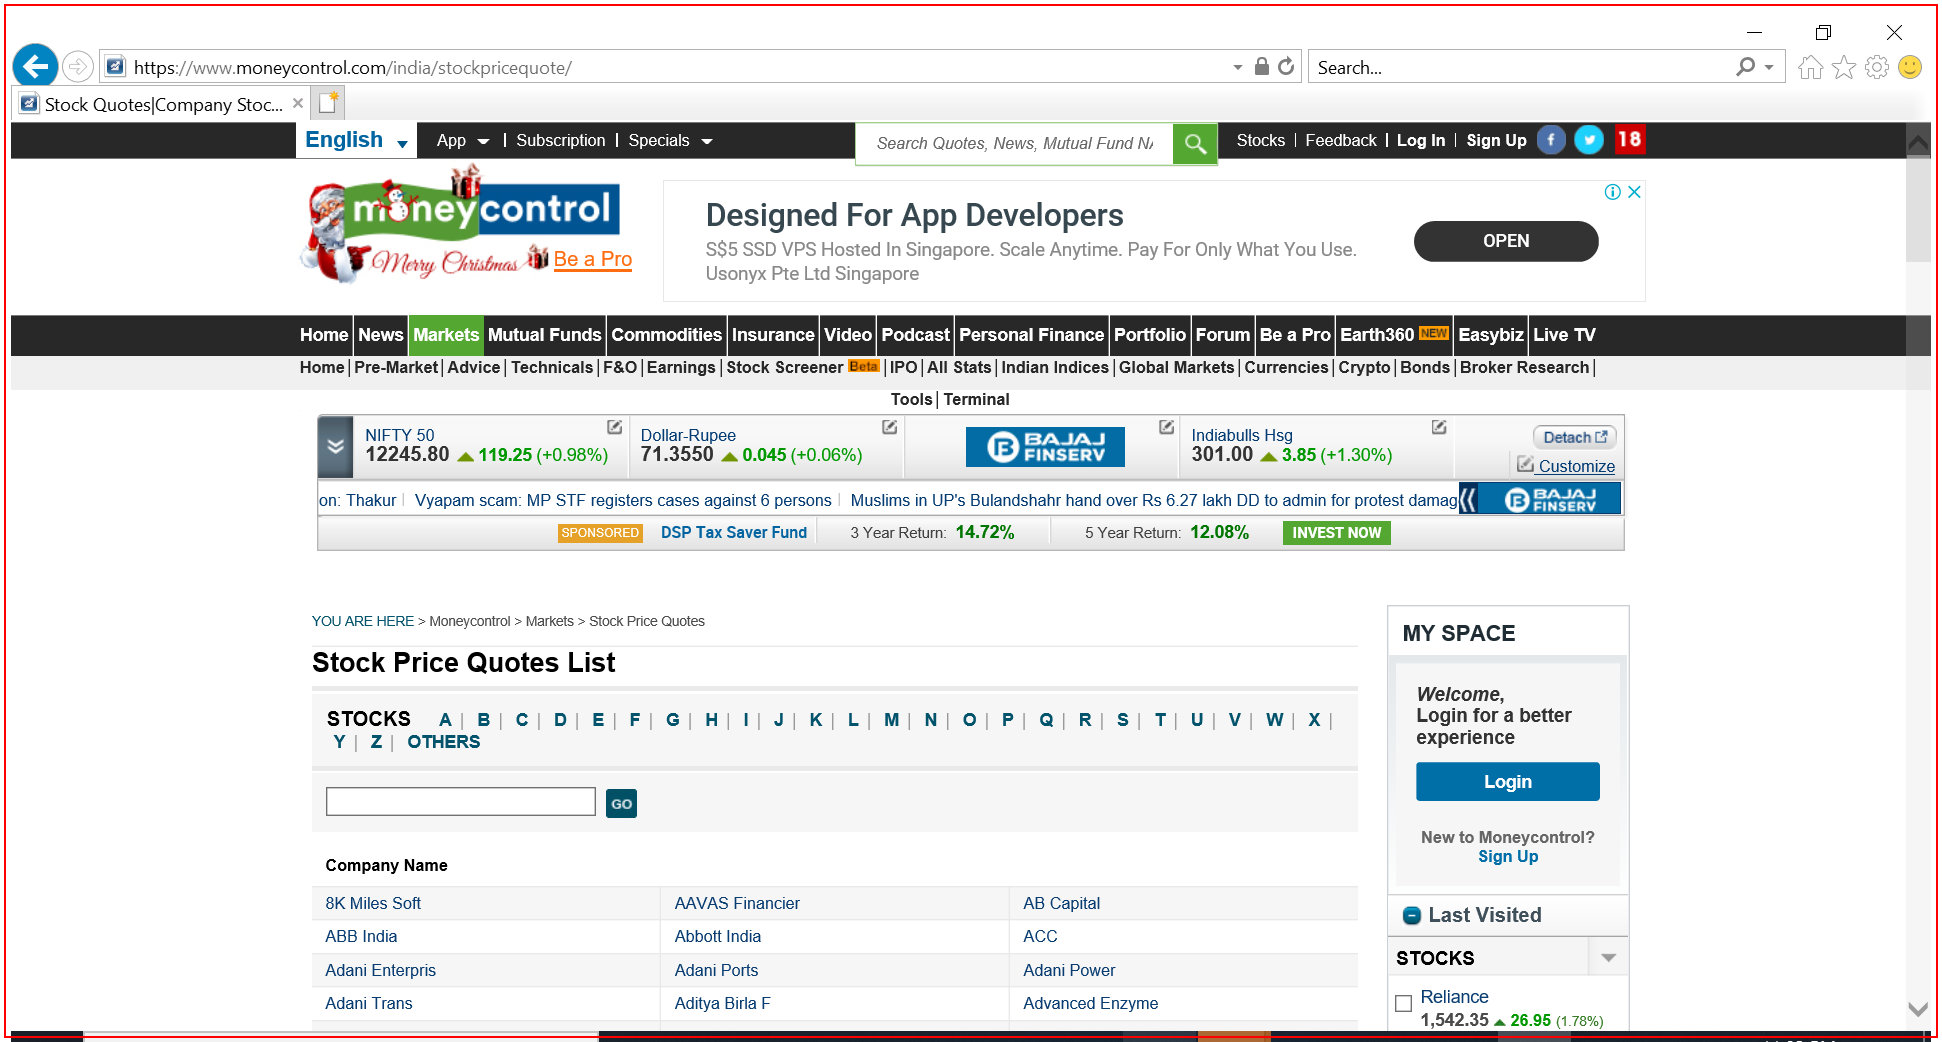 https://www.moneycontrol.com/india/stockpricequote/
Search...
Stock Quotes|Company Stoc...
English App | Subscription | Specials
Search Quotes, News, Mutual Fund NA
Stocks | Feedback | Log In | Sign Up f 18
moneycontrol
Merry Christmas
Be a Pro
Designed For App Developers
S$5 SSD VPS Hosted In Singapore. Scale Anytime. Pay For Only What You Use.
Usonyx Pte Ltd Singapore
OPEN
Home News Markets Mutual Funds Commodities Insurance Video Podcast Personal Finance Portfolio Forum Be a Pro Earth360 NEW Easybiz Live TV
Home| Pre-Market| Advice| Technicals| F&O| Earnings| Stock Screener Beta |IPO| All Stats| Indian Indices| Global Markets| Currencies| Crypto| Bonds| Broker Research|
Tools| Terminal
NIFTY 50
12245.80 119.25 (+0.98%)
Dollar-Rupee
71.3550 0.045 (+0.06%)
BAJAJ
FINSERV
Indiabulls Hsg
301.00 3.85 (+1.30%)
Detach
Customize
on: Thakur | Vyapam scam: MP STF registers cases against 6 persons | Muslims in UP's Bulandshahr hand over Rs 6.27 lakh DD to admin for protest damag
BAJAJ
FINSERV
SPONSORED DSP Tax Saver Fund 3 Year Return: 14.72% 5 Year Return: 12.08% INVEST NOW
YOU ARE HERE > Moneycontrol > Markets > Stock Price Quotes
Stock Price Quotes List
STOCKS A | B | C | D | E | F | G | H | I | J | K | L | M | N | O | P | Q | R | S | T | U | V | W | X |
Y | Z | OTHERS
GO
Company Name
8K Miles Soft AAVAS Financier AB Capital
ABB India Abbott India ACC
Adani Enterpris Adani Ports Adani Power
Adani Trans Aditya Birla F Advanced Enzyme
MY SPACE
Welcome,
Login for a better
experience
Login
New to Moneycontrol?
Sign Up
Last Visited
STOCKS
Reliance
1,542.35 26.95 (1.78%)